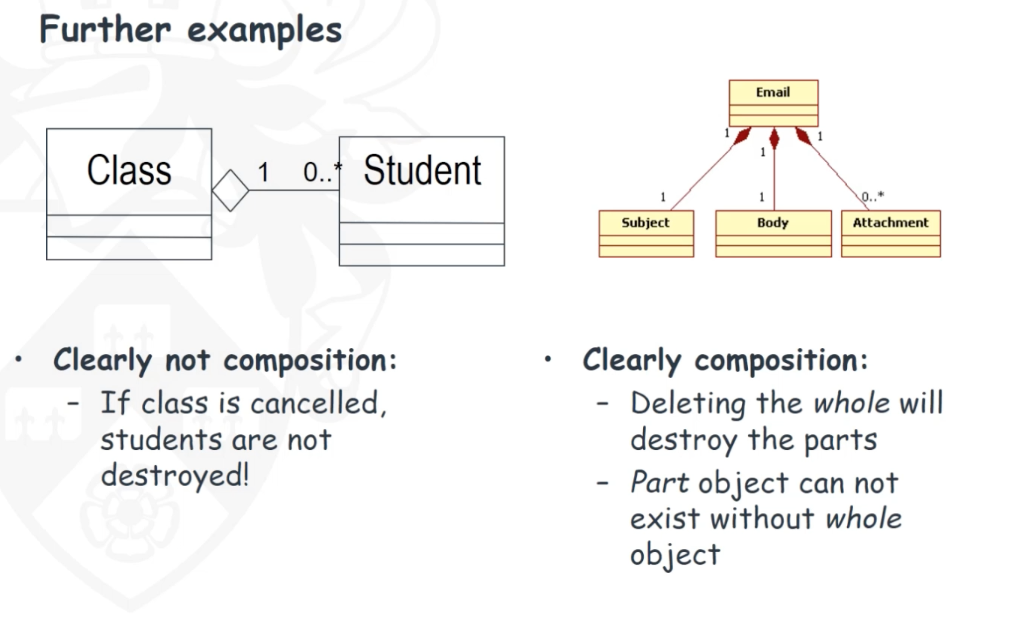 Further examples
Class
1
0..*
Student
Email
1
1
1
1
1
0..*
Subject
Body
Attachment
• Clearly not composition:
– If class is cancelled,
students are not
destroyed!
• Clearly composition:
– Deleting the whole will
destroy the parts
– Part object can not
exist without whole
object